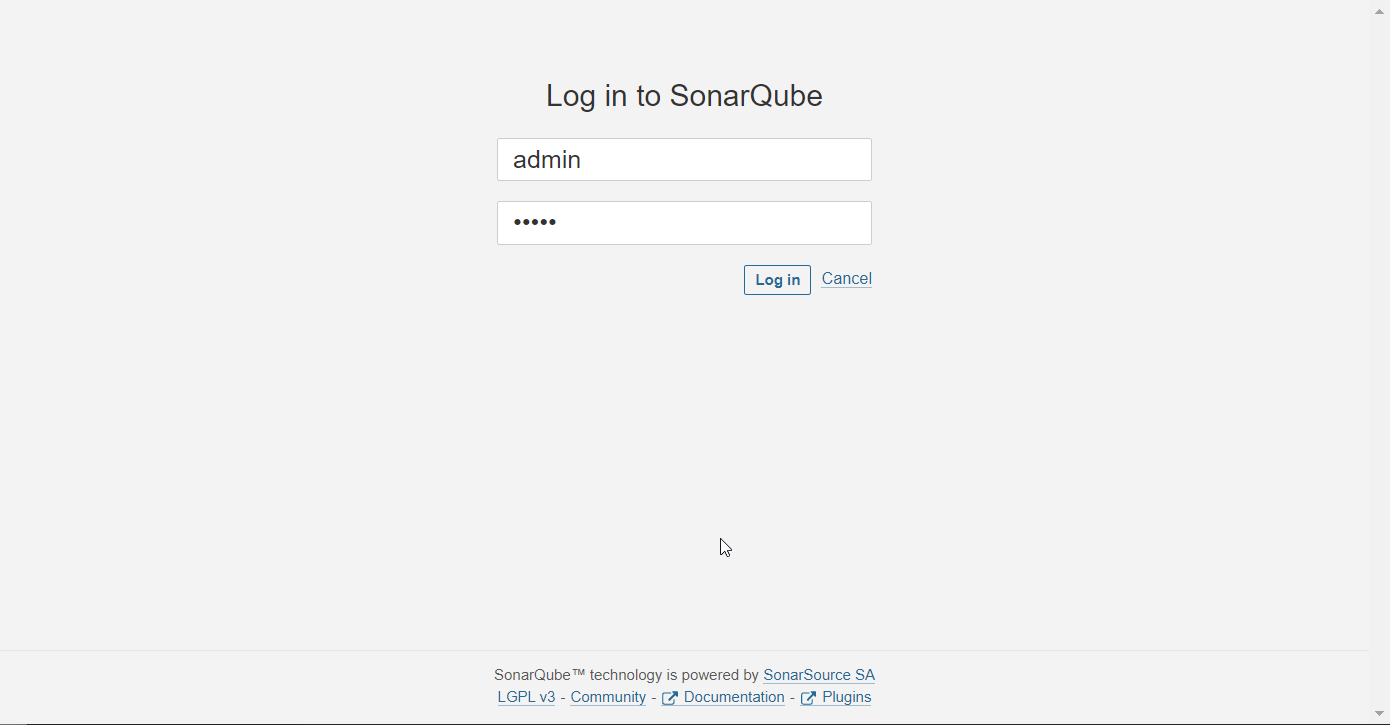 Log in to SonarQube
admin
•••••
Log in Cancel
SonarQube™ technology is powered by SonarSource SA
LGPL v3 - Community - Documentation - Plugins